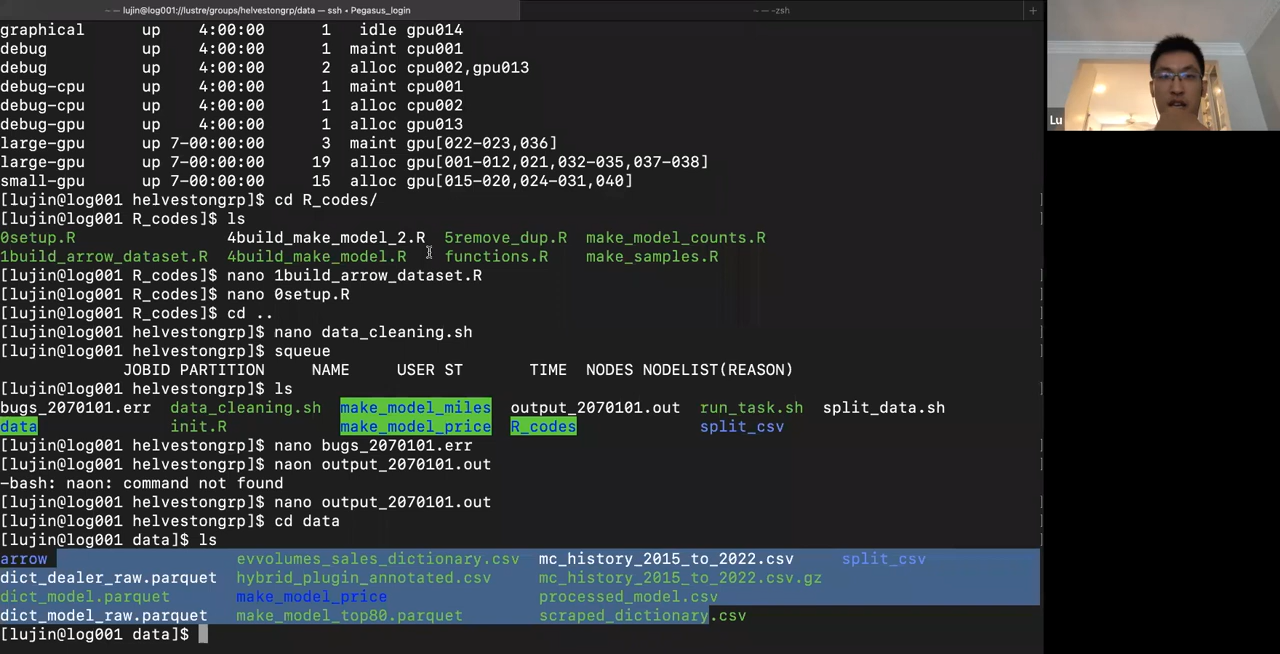 ~ — lujin@log001://lustre/groups/helvestongrp/data — ssh • Pegasus_login
~ — -zsh
+
graphical up 4:00:00 1 idle gpu014
debug up 4:00:00 1 maint cpu001
debug up 4:00:00 2 alloc cpu002,gpu013
debug-cpu up 4:00:00 1 maint cpu001
debug-cpu up 4:00:00 1 alloc cpu002
debug-gpu up 4:00:00 1 alloc gpu013
large-gpu up 7-00:00:00 3 maint gpu[022-023,036]
large-gpu up 7-00:00:00 19 alloc gpu[001-012,021,032-035,037-038]
small-gpu up 7-00:00:00 15 alloc gpu[015-020,024-031,040]
[lujin@log001 helvestongrp]$ cd R_codes/
[lujin@log001 R_codes]$ ls
0setup.R 4build_make_model_2.R 5remove_dup.R make_model_counts.R
1build_arrow_dataset.R 4build_make_model.R functions.R make_samples.R
[lujin@log001 R_codes]$ nano 1build_arrow_dataset.R
[lujin@log001 R_codes]$ nano 0setup.R
[lujin@log001 R_codes]$ cd ..
[lujin@log001 helvestongrp]$ nano data_cleaning.sh
[lujin@log001 helvestongrp]$ squeue
JOBID PARTITION NAME USER ST TIME NODES NODELIST(REASON)
[lujin@log001 helvestongrp]$ ls
bugs_2070101.err data_cleaning.sh make_model_miles output_2070101.out run_task.sh split_data.sh
data init.R make_model_price R_codes split_csv
[lujin@log001 helvestongrp]$ nano bugs_2070101.err
[lujin@log001 helvestongrp]$ naon output_2070101.out
-bash: naon: command not found
[lujin@log001 helvestongrp]$ nano output_2070101.out
[lujin@log001 helvestongrp]$ cd data
[lujin@log001 data]$ ls
arrow evvolumes_sales_dictionary.csv mc_history_2015_to_2022.csv split_csv
dict_dealer_raw.parquet hybrid_plugin_annotated.csv mc_history_2015_to_2022.csv.gz
dict_model.parquet make_model_price processed_model.csv
dict_model_raw.parquet make_model_top80.parquet scraped_dictionary.csv
[lujin@log001 data]$
Lu